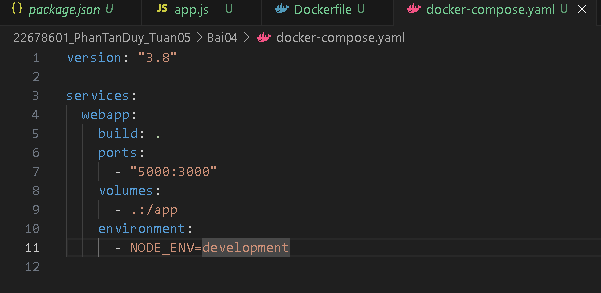 {} package.json U JS app.js U Dockerfile U docker-compose.yaml U ×
22678601_PhanTanDuy_Tuan05 > Bai04 > docker-compose.yaml
1 version: "3.8"
2
3 services:
4 webapp:
5 build: .
6 ports:
7 - "5000:3000"
8 volumes:
9 - .:/app
10 environment:
11 - NODE_ENV=development
12